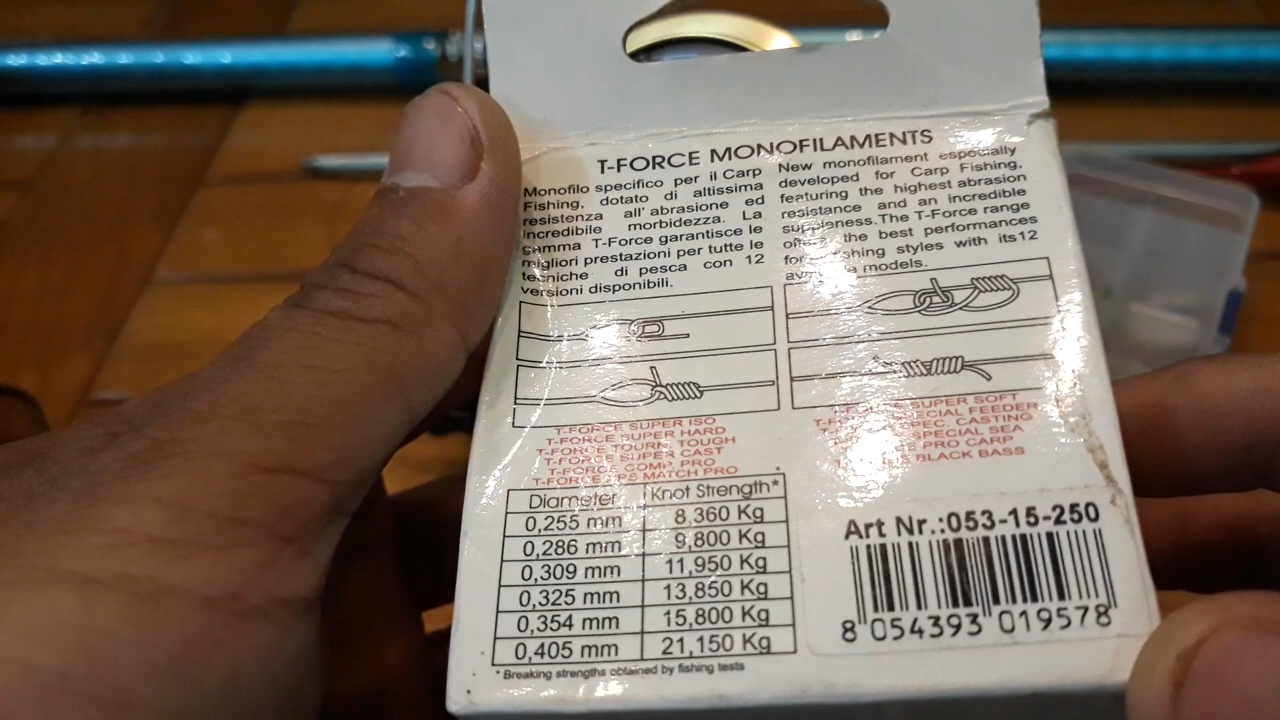 T-FORCE MONOFILAMENTS
Monofilo specifico per il Carp
Fishing, dotato di altissima
resistenza all'abrasione ed
incredibile morbidezza. La
gamma T-Force garantisce le
migliori prestazioni per tutte le
tecniche di pesca con 12
versioni disponibili.
New monofilament especially
developed for Carp Fishing,
featuring the highest abrasion
resistance and an incredible
suppleness.The T-Force range
the best performances
styles with its12
models.
T-FORCE SUPER ISO
T-FORCE SUPER HARD
T-FORCE TOURN. TOUGH
T-FORCE SUPER CAST
T-FORCE COMP. PRO
T-FORCE MATCH PRO
SUPER SOFT
FEEDER
CASTING
SPECIAL SEA
PRO CARP
BLACK BASS
Diameter Knot Strength*
0,255 mm 8,360 Kg
0,286 mm 9,800 Kg
0,309 mm 11,950 Kg
0,325 mm 13,850 Kg
0,354 mm 15,800 Kg
0,405 mm 21,150 Kg
* Breaking strengths obtained by fishing tests
Art Nr.:053-15-250
8 054393 019578